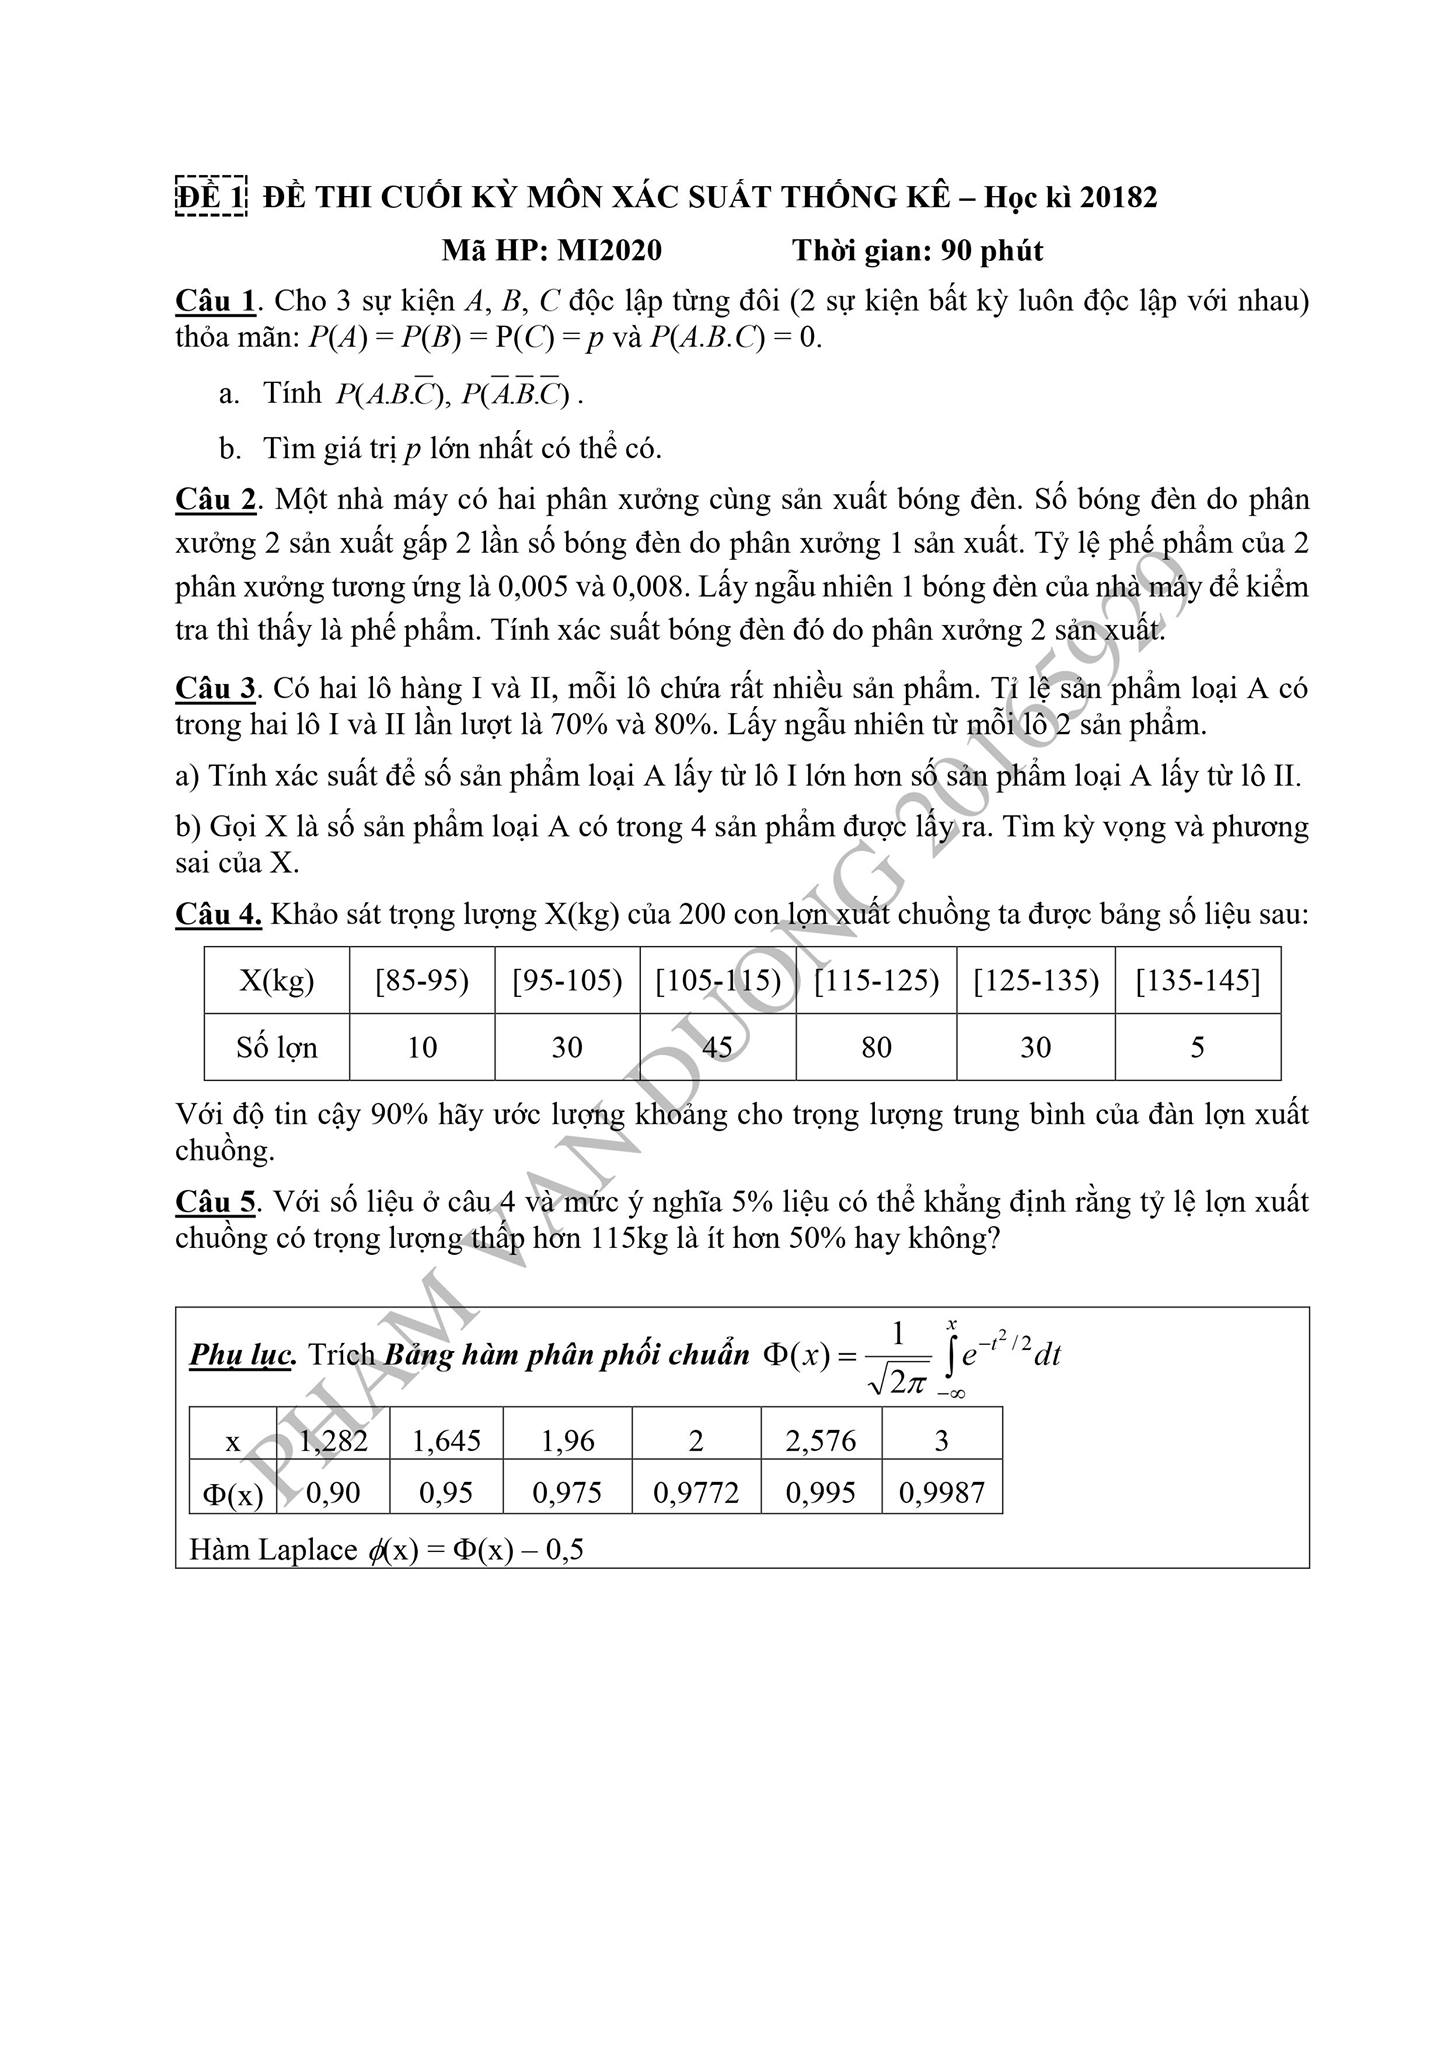 ĐỀ 1 ĐỀ THI CUỐI KỲ MÔN XÁC SUẤT THỐNG KÊ – Học kì 20182
Mã HP: MI2020 Thời gian: 90 phút
Câu 1. Cho 3 sự kiện A, B, C độc lập từng đôi (2 sự kiện bất kỳ luôn độc lập với nhau)
thỏa mãn: P(A) = P(B) = P(C) = p và P(A.B.C) = 0.
a. Tính P(A.B.C̅), P(A̅.B̅.C̅) .
b. Tìm giá trị p lớn nhất có thể có.
Câu 2. Một nhà máy có hai phân xưởng cùng sản xuất bóng đèn. Số bóng đèn do phân
xưởng 2 sản xuất gấp 2 lần số bóng đèn do phân xưởng 1 sản xuất. Tỷ lệ phế phẩm của 2
phân xưởng tương ứng là 0,005 và 0,008. Lấy ngẫu nhiên 1 bóng đèn của nhà máy để kiểm
tra thì thấy là phế phẩm. Tính xác suất bóng đèn đó do phân xưởng 2 sản xuất.
Câu 3. Có hai lô hàng I và II, mỗi lô chứa rất nhiều sản phẩm. Tỉ lệ sản phẩm loại A có
trong hai lô I và II lần lượt là 70% và 80%. Lấy ngẫu nhiên từ mỗi lô 2 sản phẩm.
a) Tính xác suất để số sản phẩm loại A lấy từ lô I lớn hơn số sản phẩm loại A lấy từ lô II.
b) Gọi X là số sản phẩm loại A có trong 4 sản phẩm được lấy ra. Tìm kỳ vọng và phương
sai của X.
Câu 4. Khảo sát trọng lượng X(kg) của 200 con lợn xuất chuồng ta được bảng số liệu sau:
X(kg) [85-95) [95-105) [105-115) [115-125) [125-135) [135-145]
Số lợn 10 30 45 80 30 5
Với độ tin cậy 90% hãy ước lượng khoảng cho trọng lượng trung bình của đàn lợn xuất
chuồng.
Câu 5. Với số liệu ở câu 4 và mức ý nghĩa 5% liệu có thể khẳng định rằng tỷ lệ lợn xuất
chuồng có trọng lượng thấp hơn 115kg là ít hơn 50% hay không?
Phụ lục. Trích Bảng hàm phân phối chuẩn Φ(x) = 1/√2π ∫_{−∞}^{x} e^{−t²/2} dt
x 1,282 1,645 1,96 2 2,576 3
Φ(x) 0,90 0,95 0,975 0,9772 0,995 0,9987
Hàm Laplace ϕ(x) = Φ(x) – 0,5
PHAM VAN DUONG 20165929